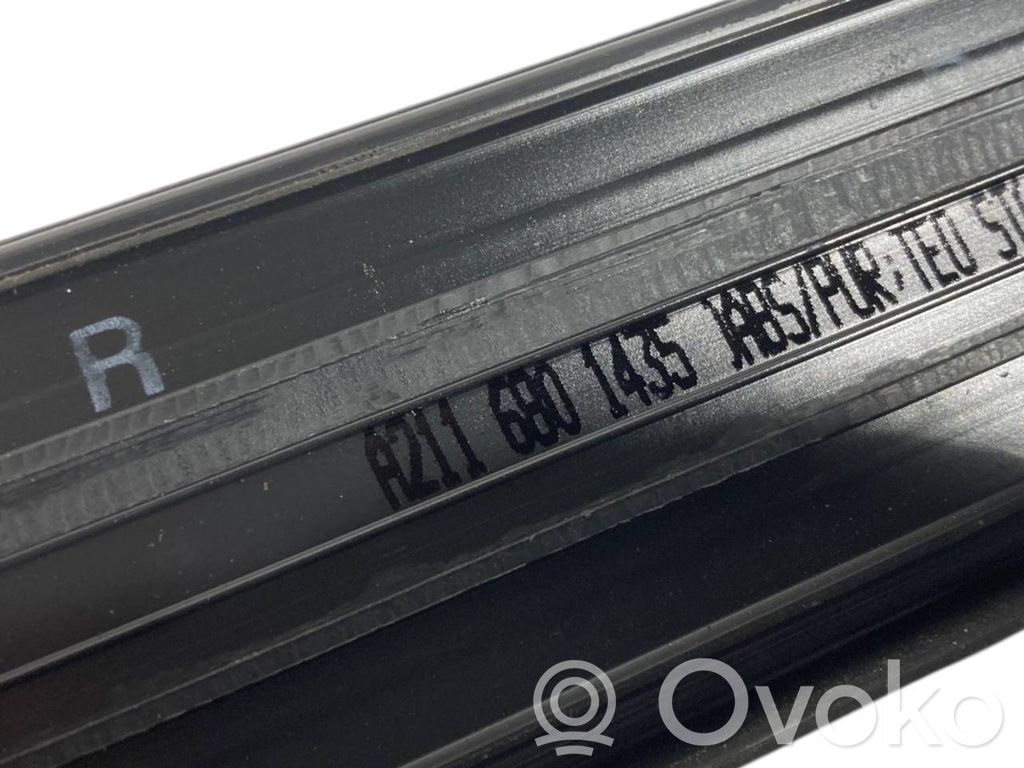 R
A211 680 1435 )ABS/PUR;TEU
Ovoko